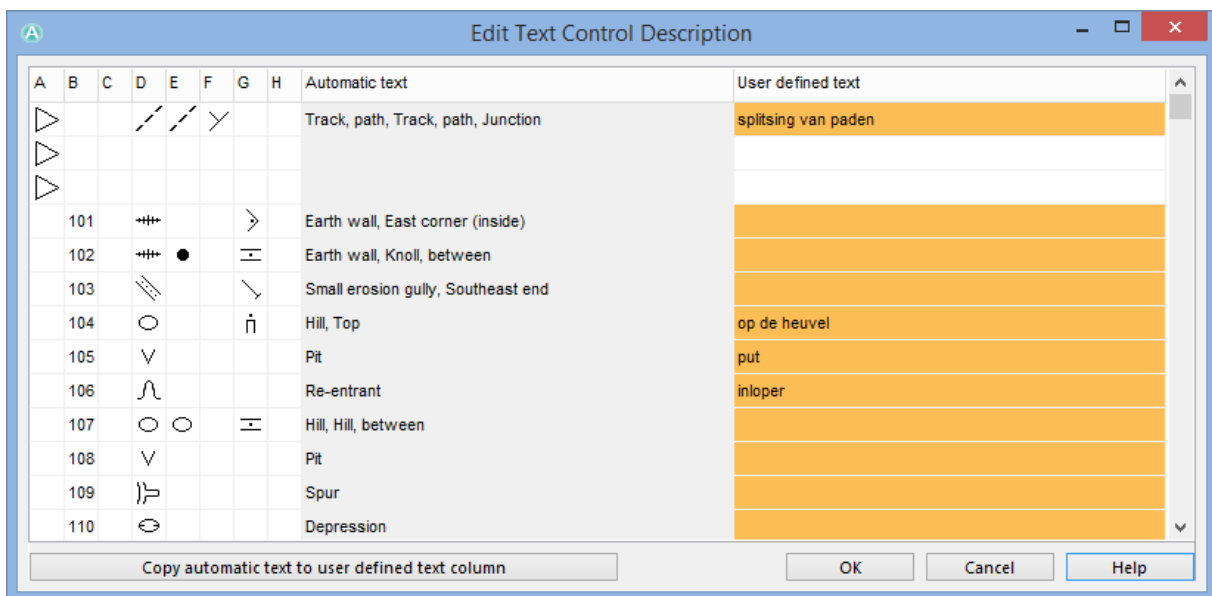 A
Edit Text Control Description
A B C D E F G H Automatic text User defined text
Track, path, Track, path, Junction splitsing van paden
101 Earth wall, East corner (inside)
102 Earth wall, Knoll, between
103 Small erosion gully, Southeast end
104 Hill, Top op de heuvel
105 Pit put
106 Re-entrant inloper
107 Hill, Hill, between
108 Pit
109 Spur
110 Depression
Copy automatic text to user defined text column OK Cancel Help